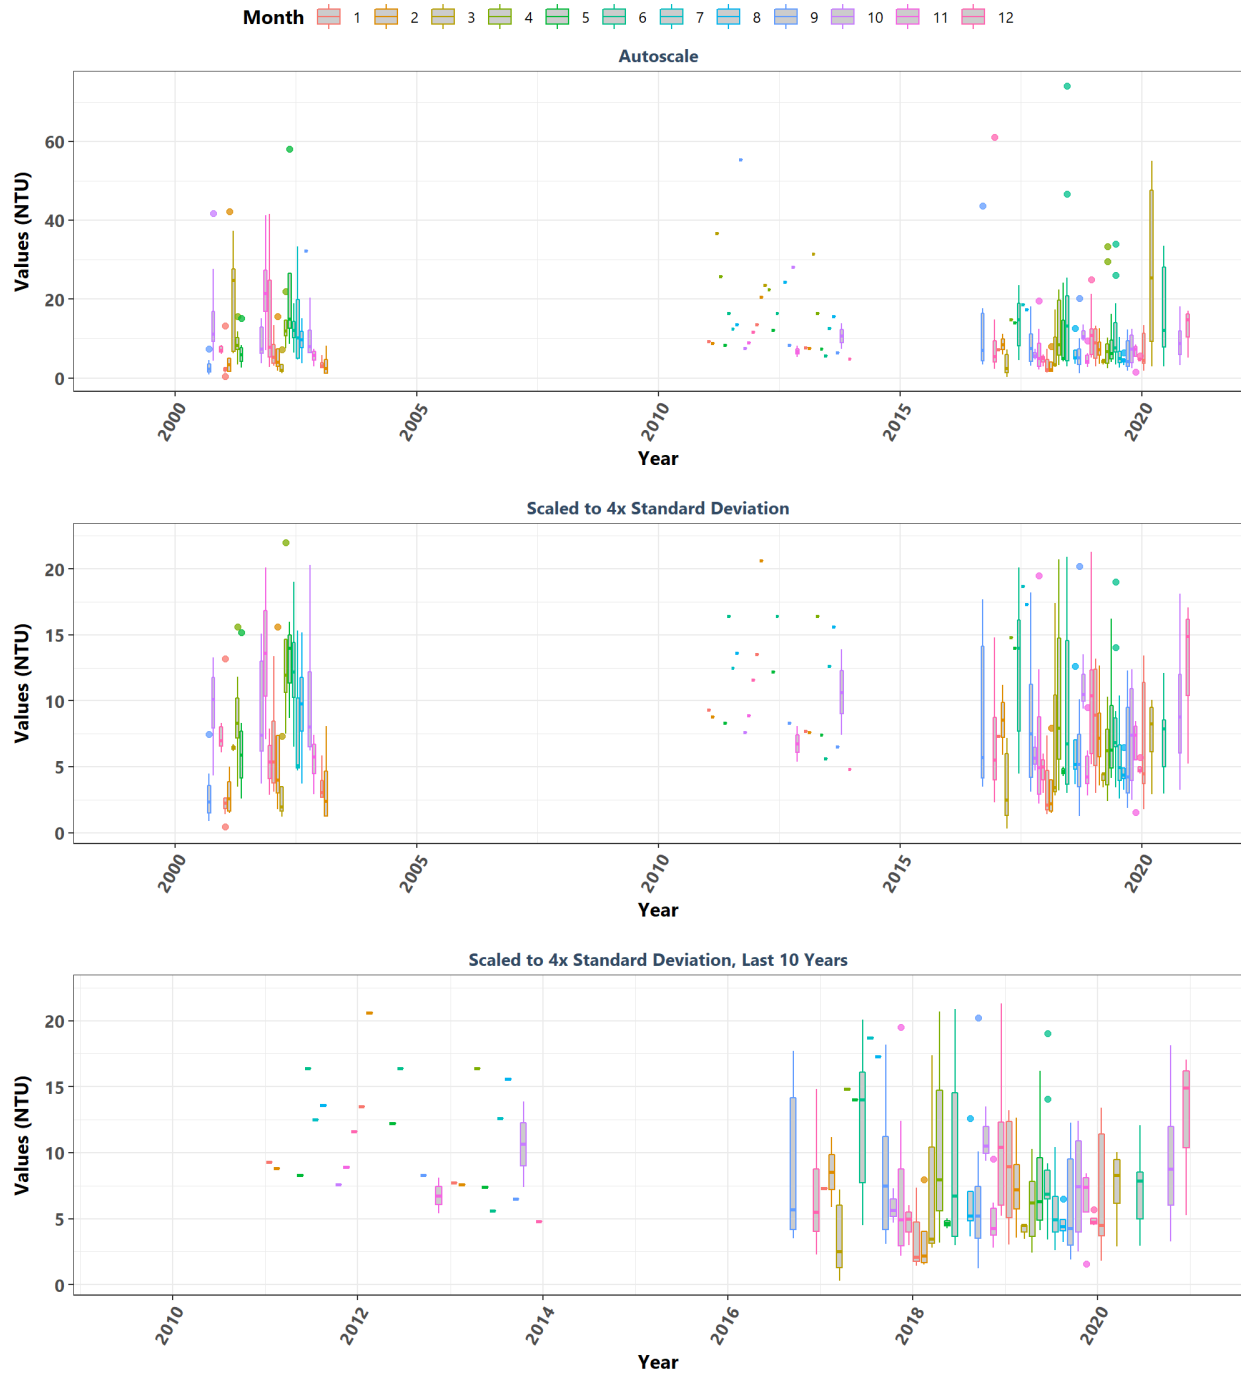 Month 1 2 3 4 5 6 7 8 9 10 11 12
Autoscale
Values (NTU)
60
40
20
0
2000 2005 2010 2015 2020
Year
Scaled to 4x Standard Deviation
Values (NTU)
20
15
10
5
0
2000 2005 2010 2015 2020
Year
Scaled to 4x Standard Deviation, Last 10 Years
Values (NTU)
20
15
10
5
0
2010 2012 2014 2016 2018 2020
Year